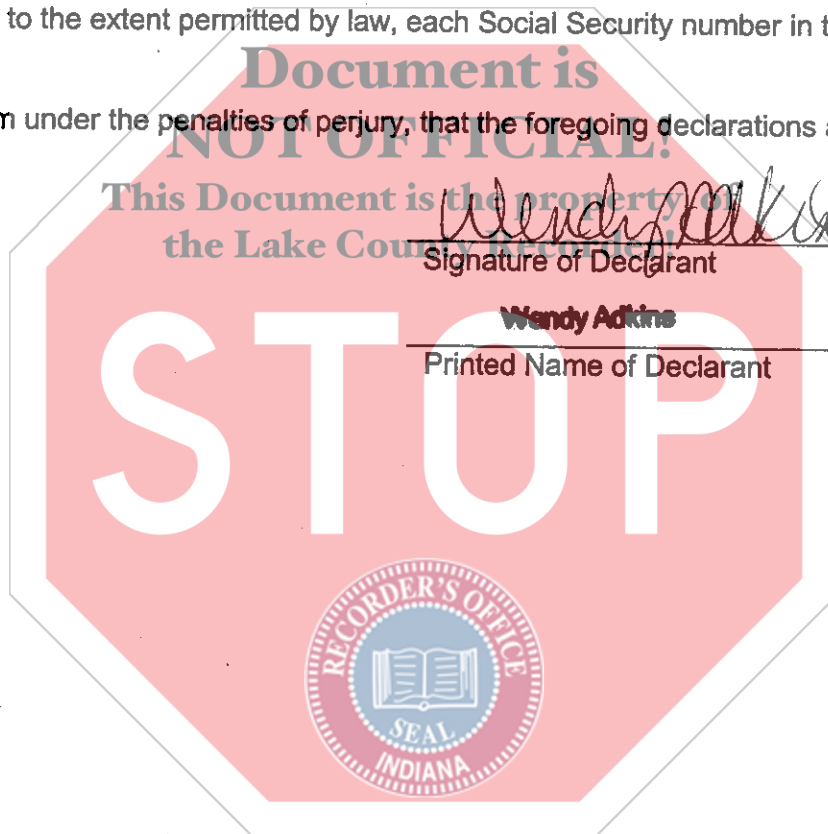 to the extent permitted by law, each Social Security number in t
Document is
under the penalties of perjury, that the foregoing declarations
NOT OFFICIAL!
This Document is the property of
the Lake County Recorder!
Wendy Adkins
Signature of Declarant
Wendy Adkins
Printed Name of Declarant
STOP
RECORDER'S OFFICE
SEAL
INDIANA